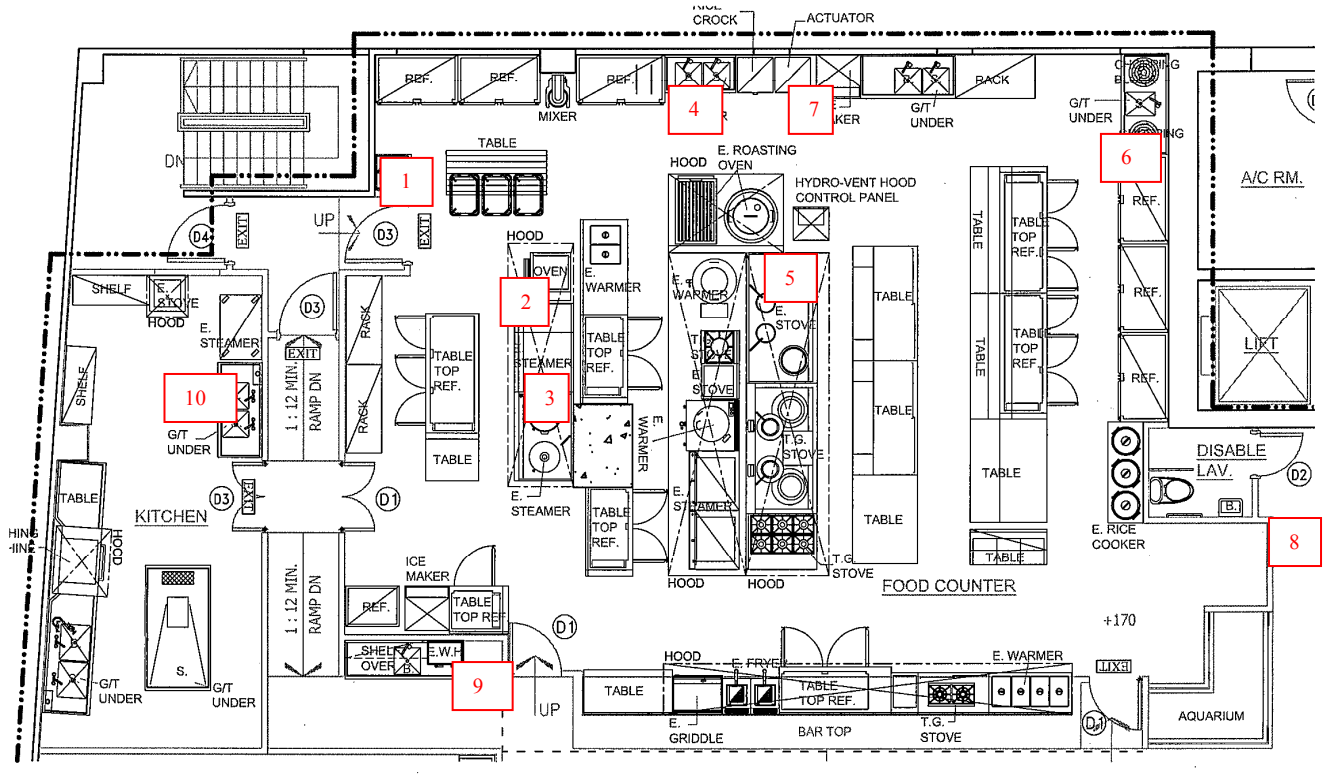 RICE
CROCK
ACTUATOR
REF.
REF.
REF.
MIXER
4
7
G/T
UNDER
RACK
G/T
UNDER
6
DN
1
TABLE
HOOD
E. ROASTING
OVEN
HYDRO-VENT HOOD
CONTROL PANEL
A/C RM.
UP
D4
EXIT
D3
EXIT
HOOD
OVEN
E.
WARMER
2
5
TABLE
TABLE
TOP
REF.
REF.
SHELF
E.
STOVE
HOOD
D3
E.
STEAMER
RACK
E.
WARMER
E.
STOVE
TABLE
REF.
LIFT
EXIT
1 : 12 MIN.
RAMP DN
TABLE
TOP
REF.
STEAMER
TABLE
TOP
REF.
T.G.
STOVE
E.
STOVE
TABLE
TABLE
TOP
REF.
REF.
SHELF
10
G/T
UNDER
RACK
3
E.
WARMER
TABLE
T.G.
STOVE
TABLE
DISABLE
LAV.
D2
B.
TABLE
D3
EXIT
D1
TABLE
E.
STEAMER
TABLE
TOP
REF.
E.
STEAMER
TABLE
TABLE
E. RICE
COOKER
8
KITCHEN
HOOD
1 : 12 MIN.
RAMP DN
ICE
MAKER
REF.
TABLE
TOP REF.
HOOD
HOOD
T.G.
STOVE
FOOD COUNTER
+170
S.
G/T
UNDER
G/T
UNDER
SHELF
OVER
B.
E.W.H
9
D1
UP
HOOD
E. FRYER
TABLE
E.
GRIDDLE
TABLE
TOP REF.
BAR TOP
T.G.
STOVE
E. WARMER
EXIT
D1
AQUARIUM